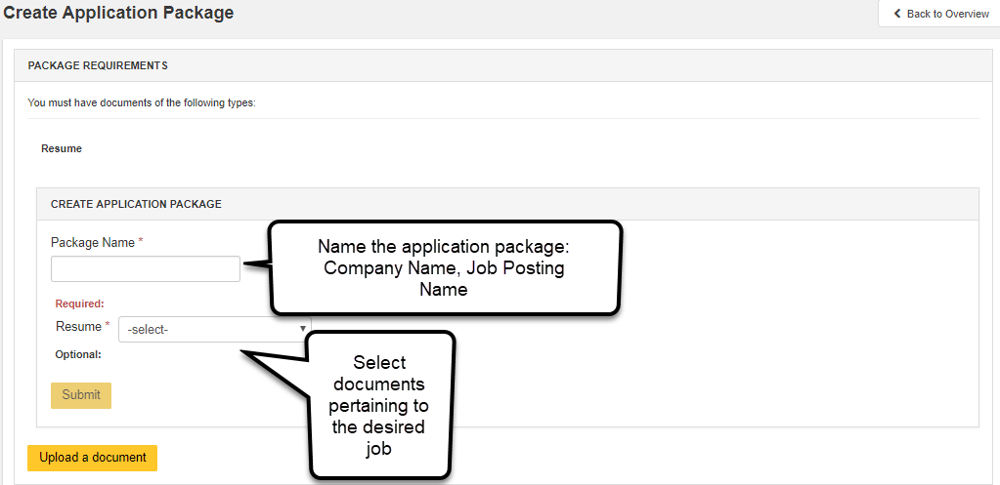 Create Application Package
Back to Overview
PACKAGE REQUIREMENTS
You must have documents of the following types:
Resume
CREATE APPLICATION PACKAGE
Package Name *
Name the application package:
Company Name, Job Posting
Name
Required:
Resume *
-select-
Optional:
Select
documents
pertaining to
the desired
job
Submit
Upload a document